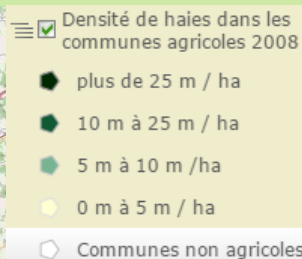 Densité de haies dans les
communes agricoles 2008
plus de 25 m / ha
10 m à 25 m / ha
5 m à 10 m /ha
0 m à 5 m / ha
Communes non agricoles